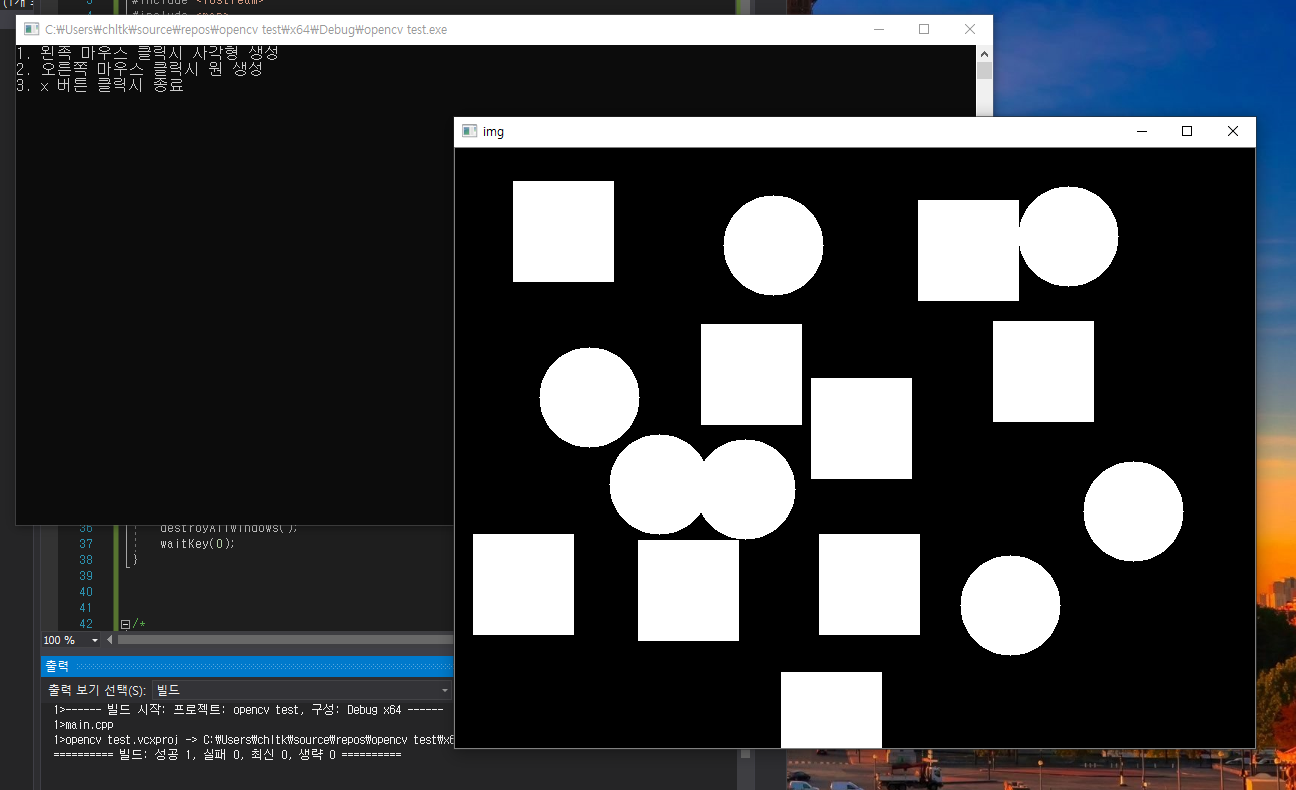 #include <iostream>
#include <map>
C:\Users\chltk\source\repos\opencv test\x64\Debug\opencv test.exe
1. 왼족 마우스 클릭시 사각형 생성
2. 오른쪽 마우스 클릭시 원 생성
3. x 버튼 클릭시 종료
img
36 destroyAllWindows();
37 waitKey(0);
38 }
39
40
41
42 /*
100 %
출력
출력 보기 선택(S): 빌드
1>------ 빌드 시작: 프로젝트: opencv test, 구성: Debug x64 ------
1>main.cpp
1>opencv test.vcxproj -> C:\Users\chltk\source\repos\opencv test\x6
========== 빌드: 성공 1, 실패 0, 최신 0, 생략 0 ==========